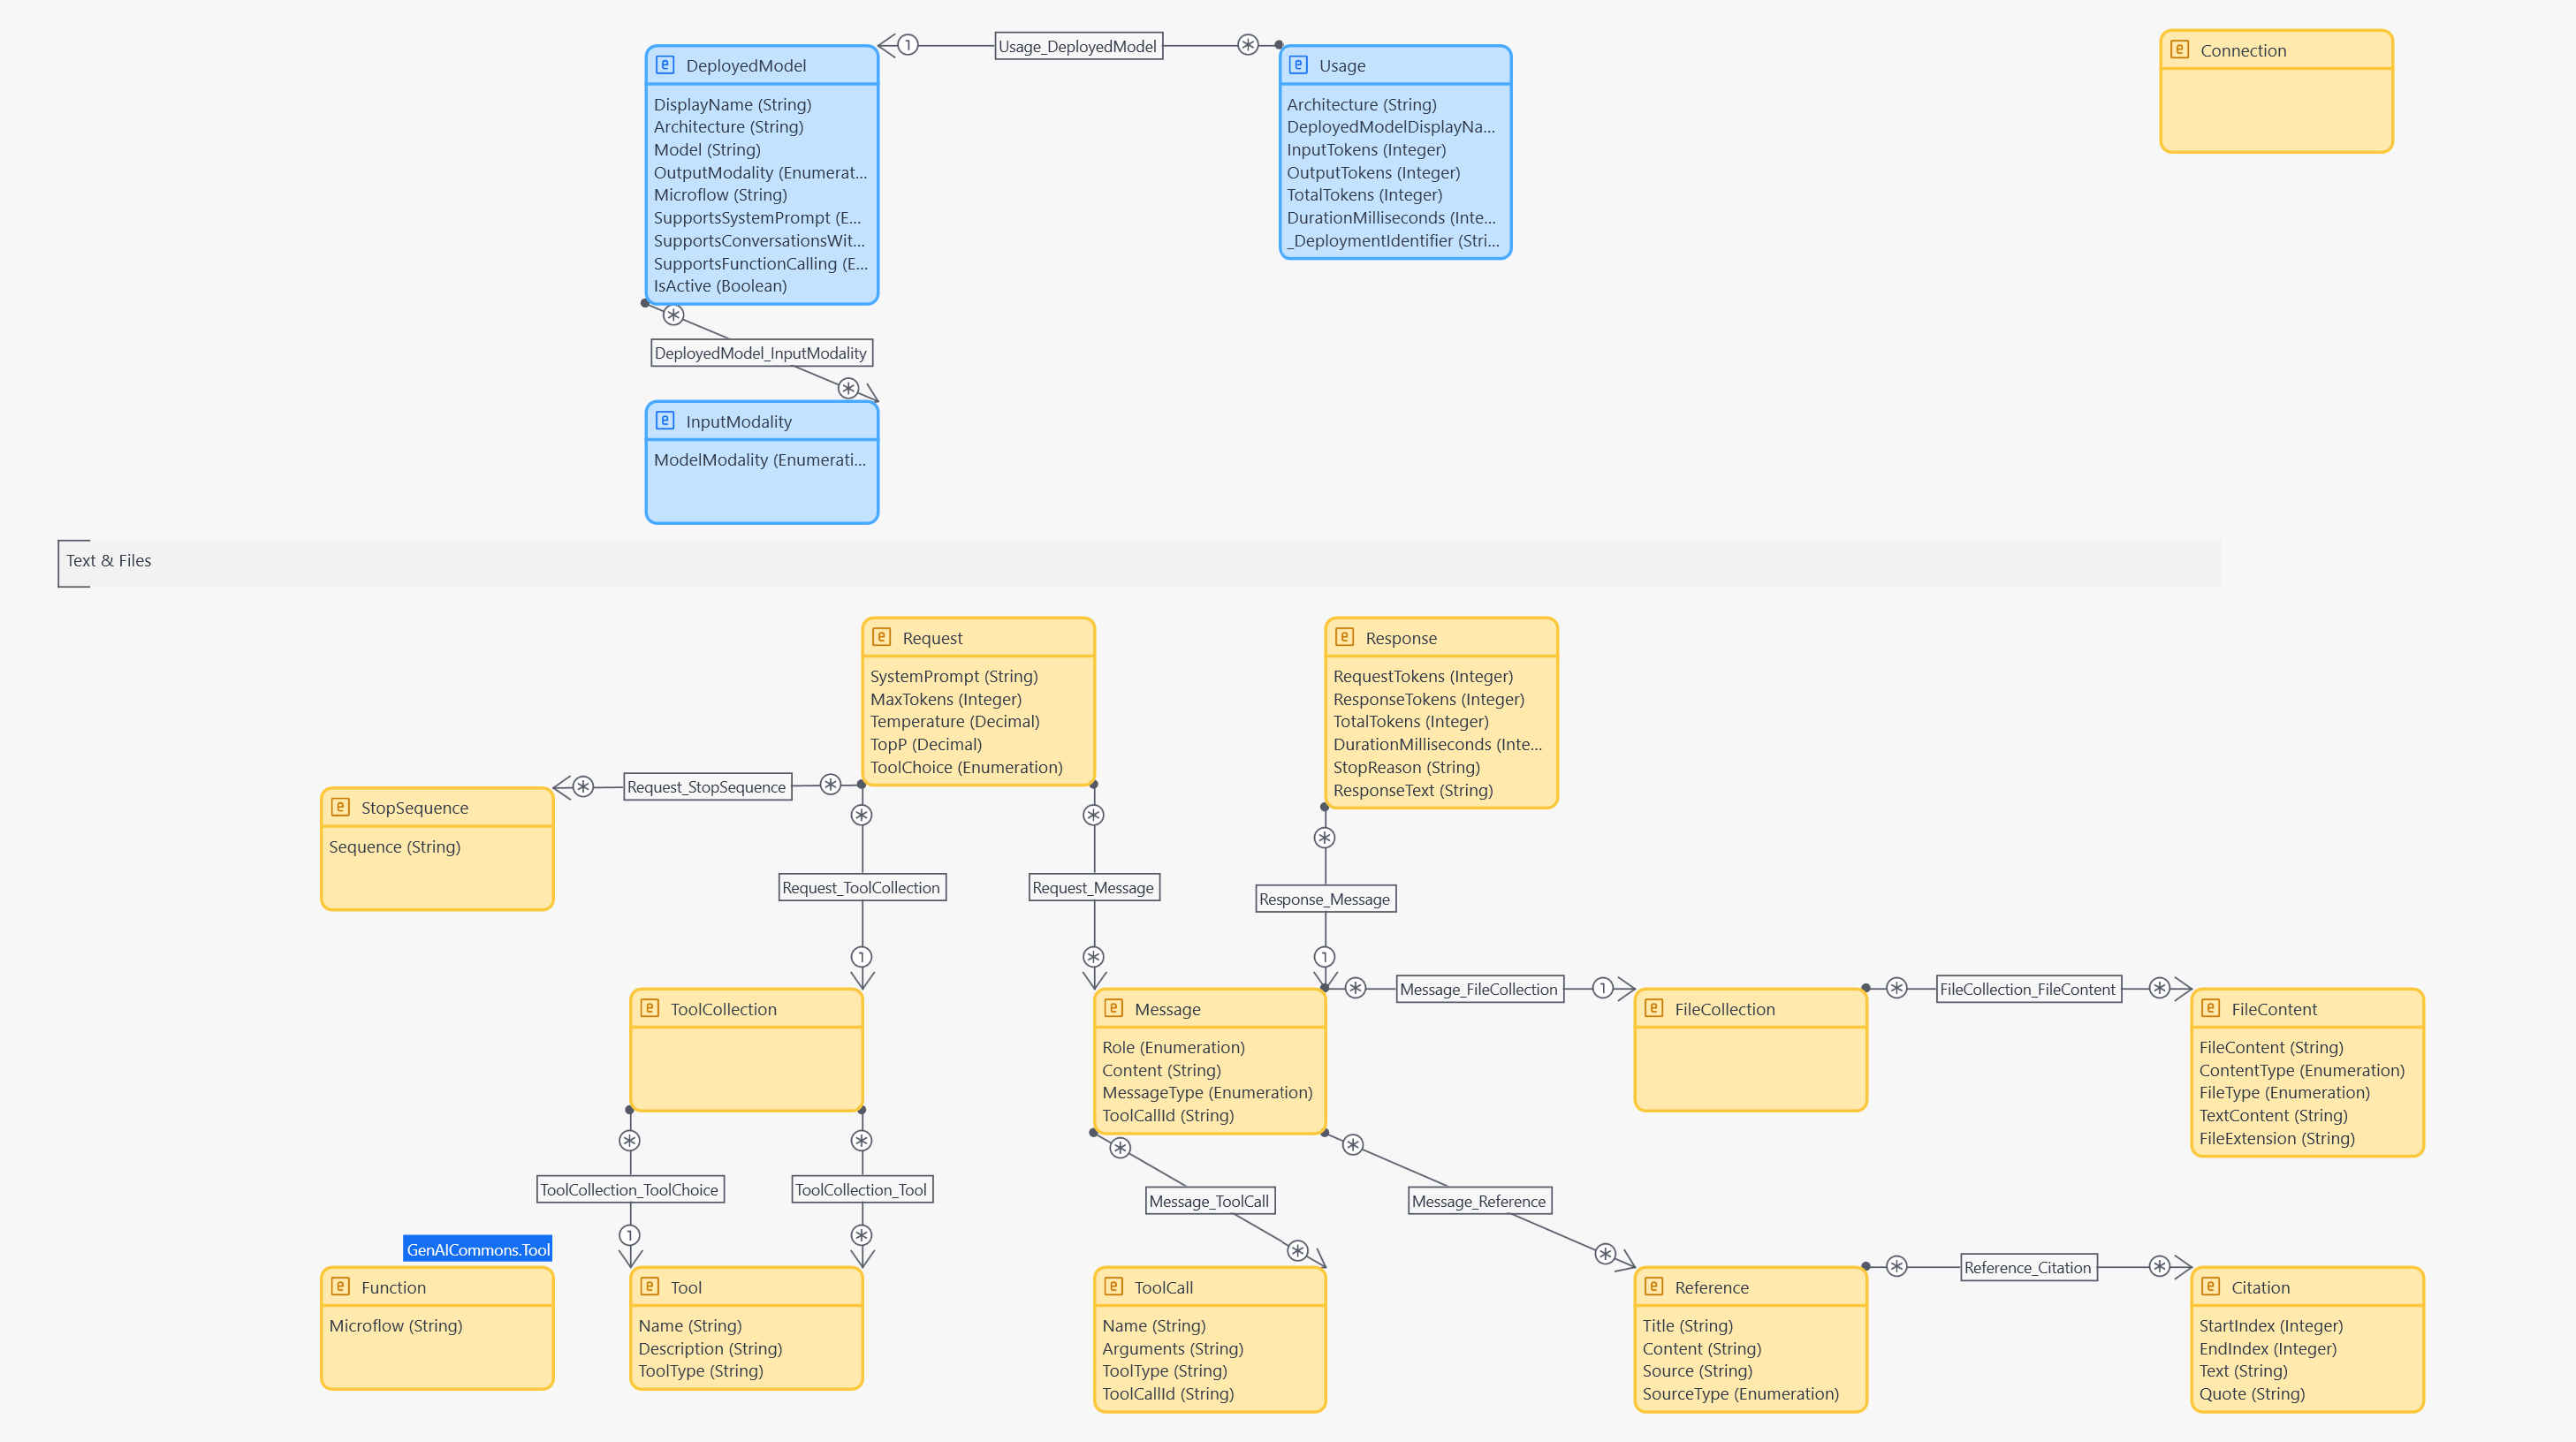 1
Usage_DeployedModel
DeployedModel
DisplayName (String)
Architecture (String)
Model (String)
OutputModality (Enumerat...
Microflow (String)
SupportsSystemPrompt (E...
SupportsConversationsWit...
SupportsFunctionCalling (E...
IsActive (Boolean)
Usage
Architecture (String)
DeployedModelDisplayNa...
InputTokens (Integer)
OutputTokens (Integer)
TotalTokens (Integer)
DurationMilliseconds (Inte...
_DeploymentIdentifier (Stri...
Connection
DeployedModel_InputModality
InputModality
ModelModality (Enumerati...
Text & Files
Request
SystemPrompt (String)
MaxTokens (Integer)
Temperature (Decimal)
TopP (Decimal)
ToolChoice (Enumeration)
Response
RequestTokens (Integer)
ResponseTokens (Integer)
TotalTokens (Integer)
DurationMilliseconds (Inte...
StopReason (String)
ResponseText (String)
Request_StopSequence
StopSequence
Sequence (String)
Request_ToolCollection
1
Request_Message
Response_Message
1
ToolCollection
Message
Role (Enumeration)
Content (String)
MessageType (Enumeration)
ToolCallId (String)
Message_FileCollection
1
FileCollection
FileCollection_FileContent
FileContent
FileContent (String)
ContentType (Enumeration)
FileType (Enumeration)
TextContent (String)
FileExtension (String)
ToolCollection_ToolChoice
1
ToolCollection_Tool
Message_ToolCall
Message_Reference
GenAICommons.Tool
Function
Microflow (String)
Tool
Name (String)
Description (String)
ToolType (String)
ToolCall
Name (String)
Arguments (String)
ToolType (String)
ToolCallId (String)
Reference
Title (String)
Content (String)
Source (String)
SourceType (Enumeration)
Reference_Citation
Citation
StartIndex (Integer)
EndIndex (Integer)
Text (String)
Quote (String)